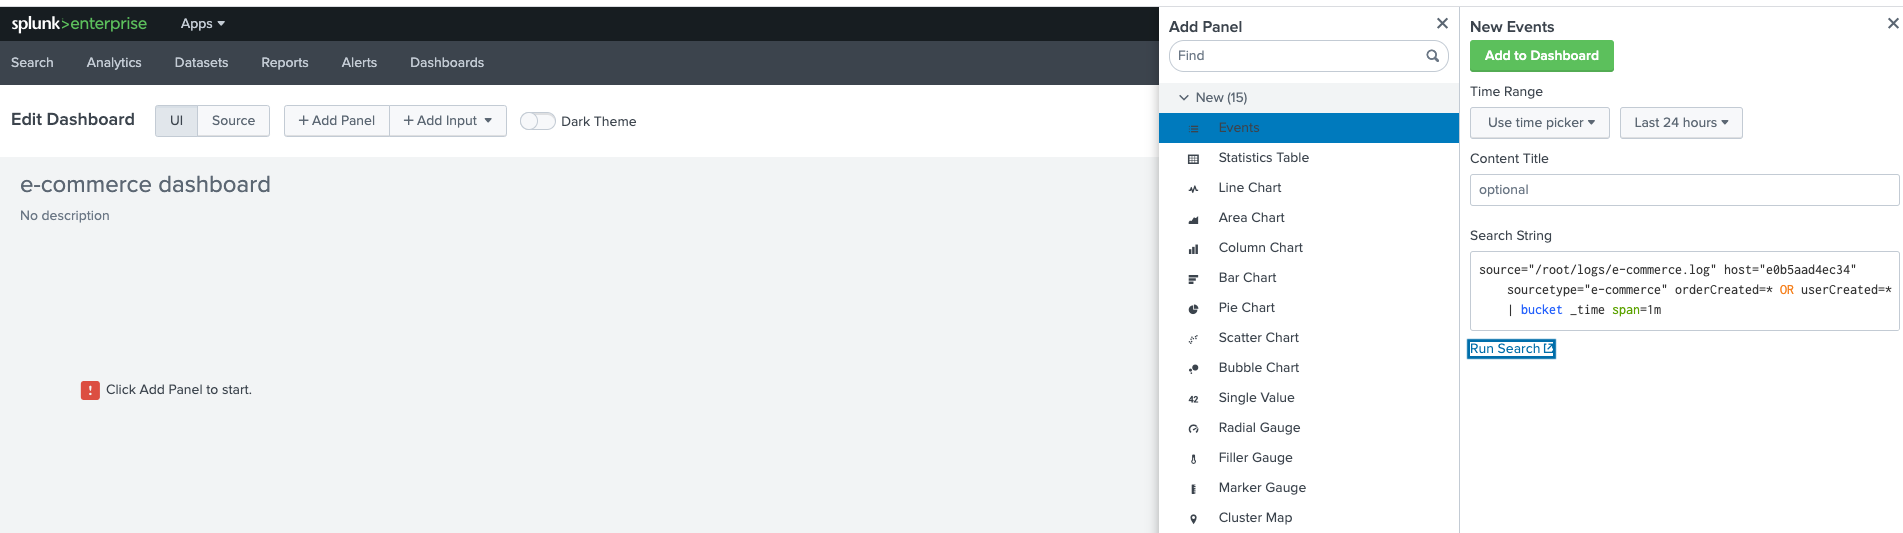 splunk>enterprise Apps
Search Analytics Datasets Reports Alerts Dashboards
Edit Dashboard UI Source + Add Panel + Add Input Dark Theme
e-commerce dashboard
No description
! Click Add Panel to start.
Add Panel
Find
New (15)
Events
Statistics Table
Line Chart
Area Chart
Column Chart
Bar Chart
Pie Chart
Scatter Chart
Bubble Chart
42 Single Value
Radial Gauge
Filler Gauge
Marker Gauge
Cluster Map
New Events
Add to Dashboard
Time Range
Use time picker Last 24 hours
Content Title
optional
Search String
source="/root/logs/e-commerce.log" host="e0b5aad4ec34"
sourcetype="e-commerce" orderCreated=* OR userCreated=*
| bucket _time span=1m
Run Search